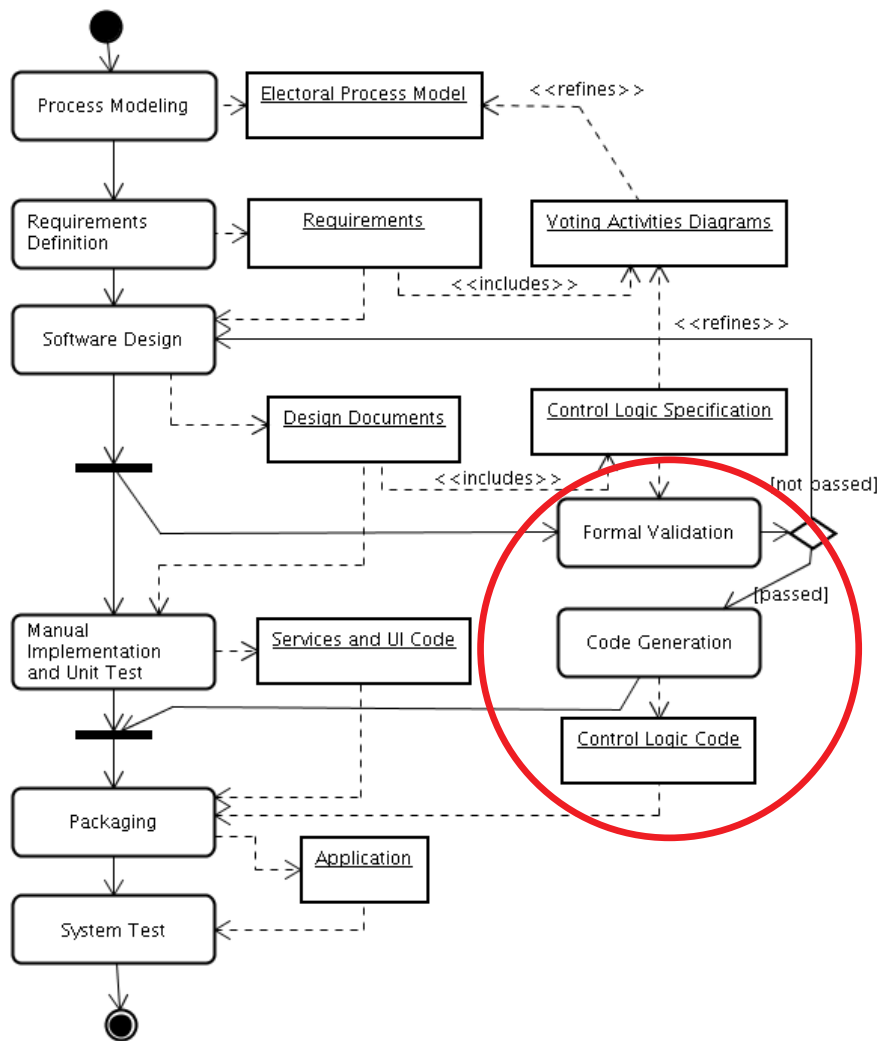 Process Modeling
Electoral Process Model
<<refines>>
Requirements
Definition
Requirements
Voting Activities Diagrams
<<includes>>
<<refines>>
Software Design
Design Documents
Control Logic Specification
<<includes>>
[not passed]
Formal Validation
[passed]
Manual
Implementation
and Unit Test
Services and UI Code
Code Generation
Control Logic Code
Packaging
Application
System Test